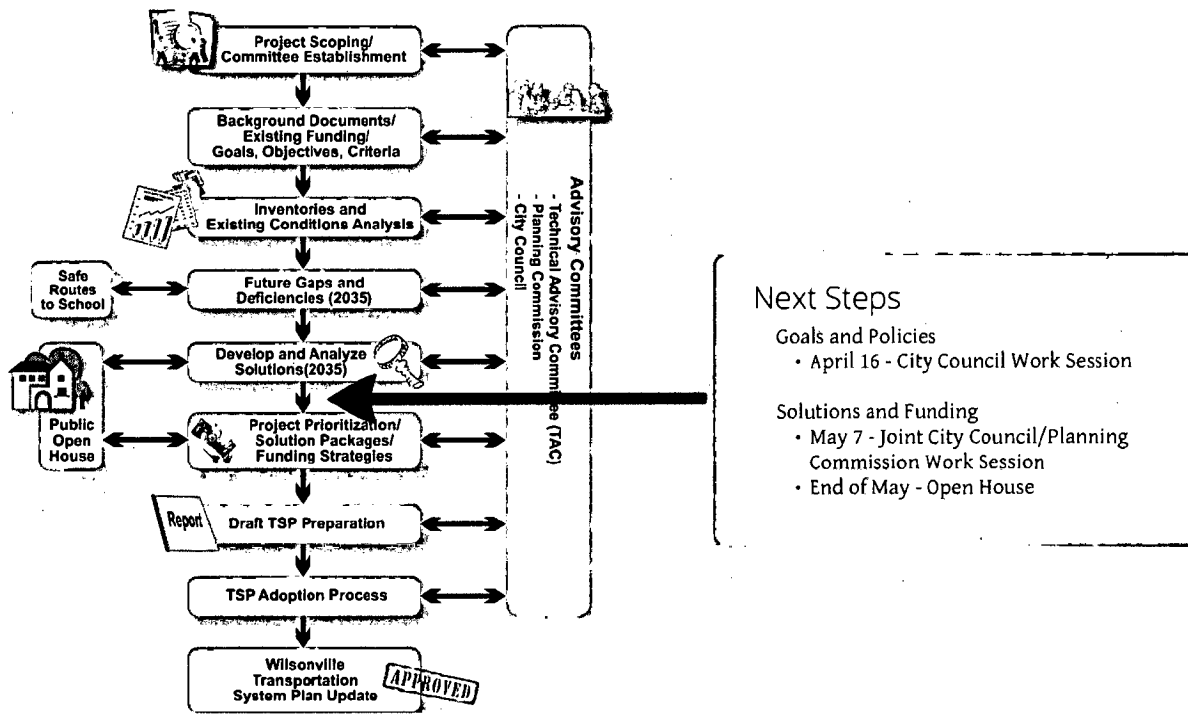 Project Scoping/
Committee Establishment
Background Documents/
Existing Funding/
Goals, Objectives, Criteria
Inventories and
Existing Conditions Analysis
Safe
Routes
to School
Future Gaps and
Deficiencies (2035)
Develop and Analyze
Solutions(2035)
Public
Open
House
Project Prioritization/
Solution Packages/
Funding Strategies
Report
Draft TSP Preparation
TSP Adoption Process
Wilsonville
Transportation
System Plan Update
APPROVED
Advisory Committees
- Technical Advisory Committee (TAC)
- Planning Commission
- City Council
Next Steps
Goals and Policies
• April 16 - City Council Work Session
Solutions and Funding
• May 7 - Joint City Council/Planning
Commission Work Session
• End of May - Open House